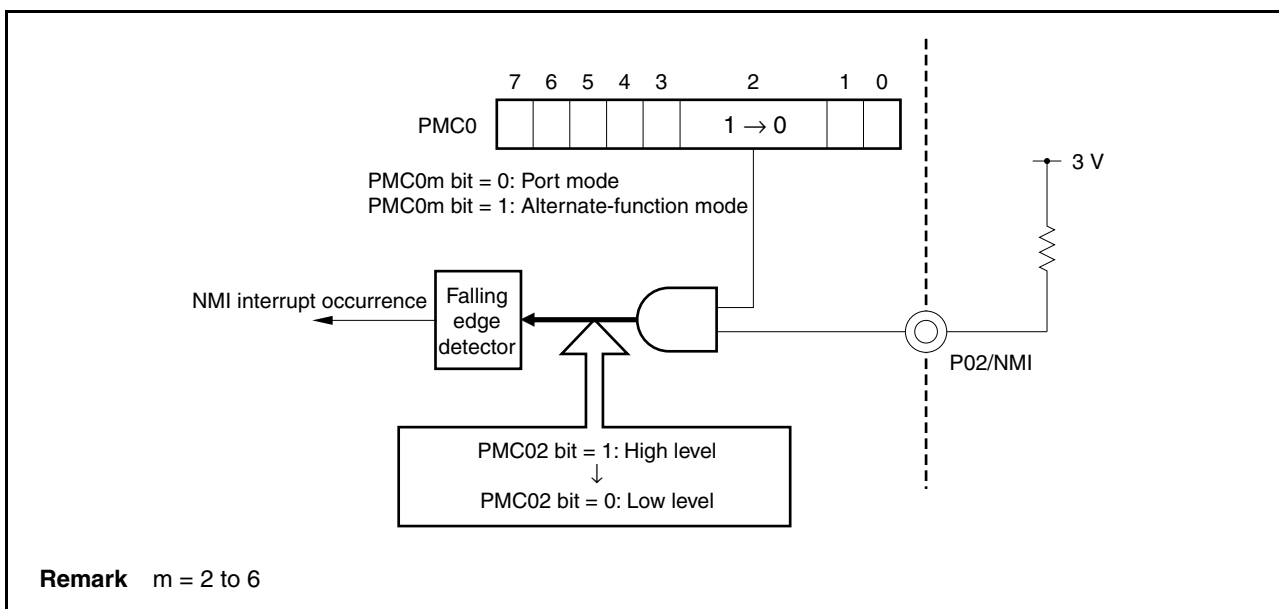 7 6 5 4 3 2 1 0
PMC0
1 → 0
3 V
PMC0m bit = 0: Port mode
PMC0m bit = 1: Alternate-function mode
NMI interrupt occurrence
Falling
edge
detector
P02/NMI
PMC02 bit = 1: High level
↓
PMC02 bit = 0: Low level
Remark m = 2 to 6